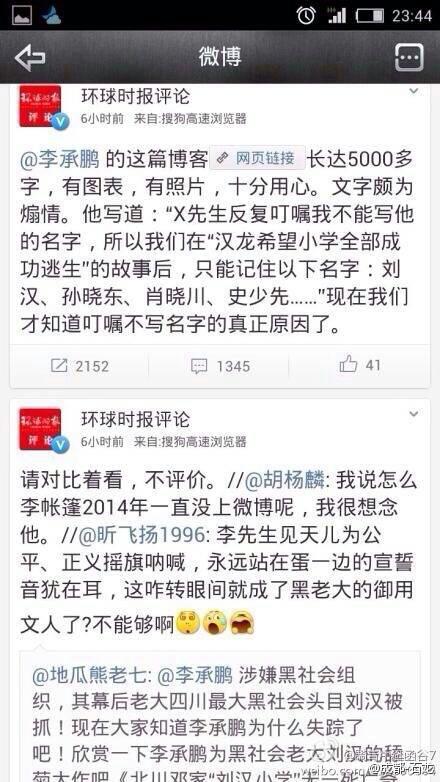 23:44
微博
环球时报
评论
环球时报评论
6小时前 来自:搜狗高速浏览器
@李承鹏 的这篇博客 网页链接 长达5000多
字，有图表，有照片，十分用心。文字颇为
煽情。他写道：“X先生反复叮嘱我不能写他
的名字，所以我们在“汉龙希望小学全部成
功逃生”的故事后，只能记住以下名字：刘
汉、孙晓东、肖晓川、史少先……”现在我们
才知道叮嘱不写名字的真正原因了。
2152 1345 41
环球时报
评论
环球时报评论
6小时前 来自:搜狗高速浏览器
请对比着看，不评价。//@胡杨麟: 我说怎么
李帐篷2014年一直没上微博呢，我很想念
他。//@昕飞扬1996: 李先生见天儿为公
平、正义摇旗呐喊，永远站在蛋一边的宣誓
音犹在耳，这咋转眼间就成了黑老大的御用
文人了?不能够啊
@地瓜熊老七: @李承鹏 涉嫌黑社会组
织，其幕后老大四川最大黑社会头目刘汉被
抓！现在大家知道李承鹏为什么失踪了
吧！欣赏一下李承鹏为黑社会老大刘汉的舔